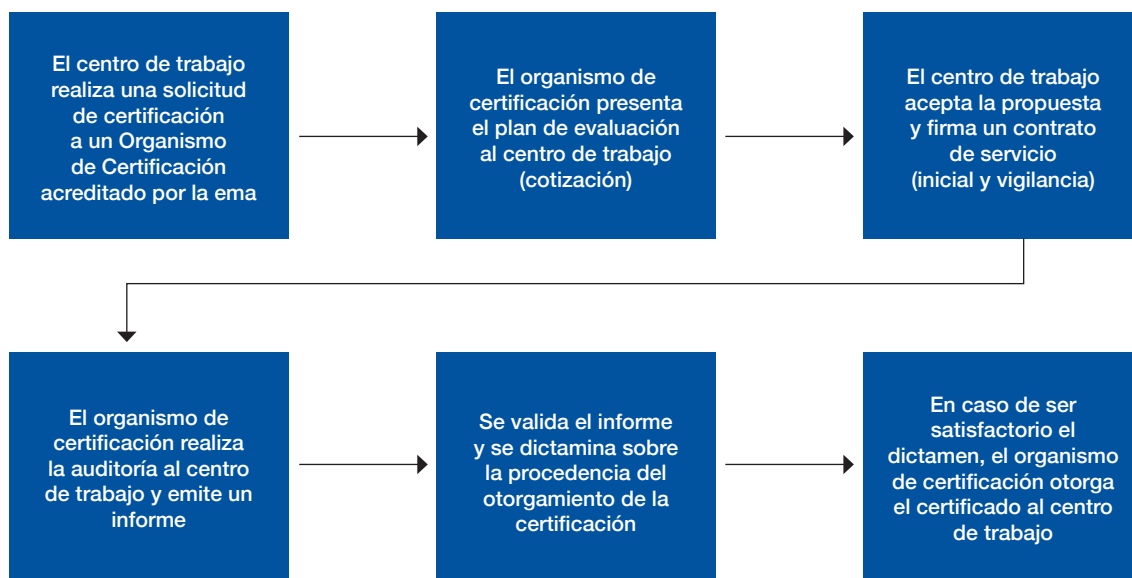 El centro de trabajo
realiza una solicitud
de certificación
a un Organismo
de Certificación
acreditado por la ema
El organismo de
certificación presenta
el plan de evaluación
al centro de trabajo
(cotización)
El centro de trabajo
acepta la propuesta
y firma un contrato
de servicio
(inicial y vigilancia)
El organismo de
certificación realiza
la auditoría al centro
de trabajo y emite un
informe
Se valida el informe
y se dictamina sobre
la procedencia del
otorgamiento de la
certificación
En caso de ser
satisfactorio el
dictamen, el organismo
de certificación otorga
el certificado al centro
de trabajo